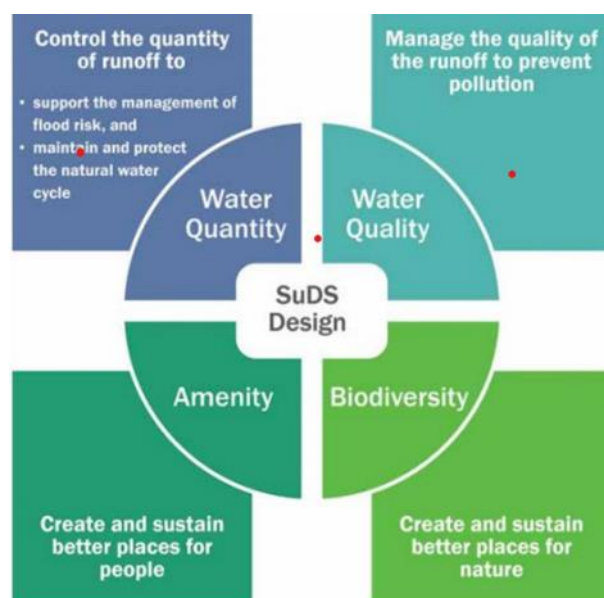 Control the quantity
of runoff to
• support the management of
flood risk, and
• maintain and protect
the natural water
cycle
Manage the quality of
the runoff to prevent
pollution
Water
Quantity
Water
Quality
SuDS
Design
Amenity
Biodiversity
Create and sustain
better places for
people
Create and sustain
better places for
nature